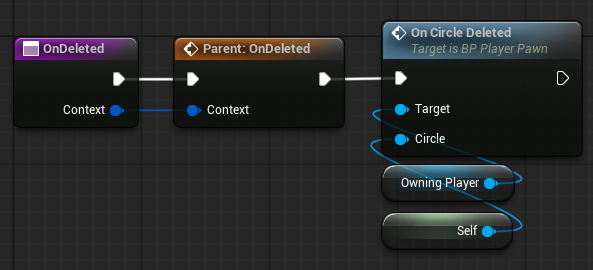 OnDeleted
Context
Parent: OnDeleted
Context
On Circle Deleted
Target is BP Player Pawn
Target
Circle
Owning Player
Self